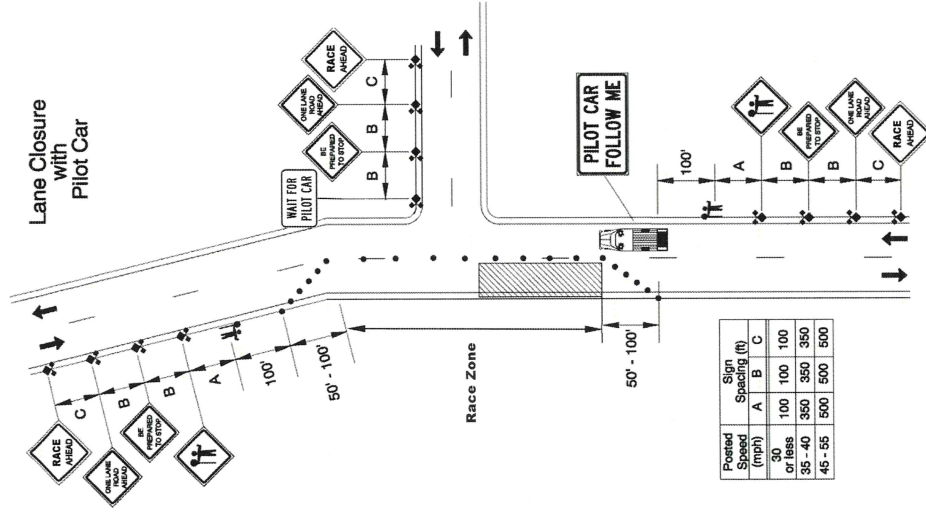 Lane Closure
with
Pilot Car
RACE
AHEAD
ONE LANE
ROAD
AHEAD
BE
PREPARED
TO STOP
WAIT FOR
PILOT CAR
C
B
B
RACE
AHEAD
ONE LANE
ROAD
AHEAD
BE
PREPARED
TO STOP
C
B
B
A
100'
50' - 100'
Race Zone
50' - 100'
PILOT CAR
FOLLOW ME
100'
A
B
B
C
BE
PREPARED
TO STOP
ONE LANE
ROAD
AHEAD
RACE
AHEAD
Posted Speed (mph) Sign Spacing (ft)
A B C
30 or less 100 100 100
35 - 40 350 350 350
45 - 55 500 500 500